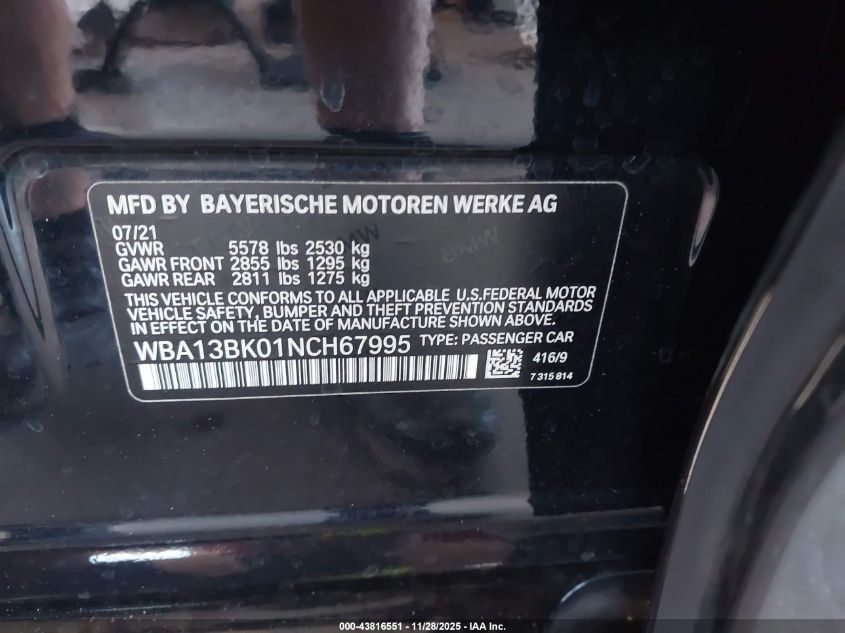 MFD BY BAYERISCHE MOTOREN WERKE AG
07/21
GVWR 5578 lbs 2530 kg
GAWR FRONT 2855 lbs 1295 kg
GAWR REAR 2811 lbs 1275 kg
THIS VEHICLE CONFORMS TO ALL APPLICABLE U.S.FEDERAL MOTOR
VEHICLE SAFETY, BUMPER AND THEFT PREVENTION STANDARDS
IN EFFECT ON THE DATE OF MANUFACTURE SHOWN ABOVE.
WBA13BK01NCH67995 TYPE: PASSENGER CAR
416/9
7315814
BMW
BMW
000-43816551 | 11/28/2025 | IAA Inc.